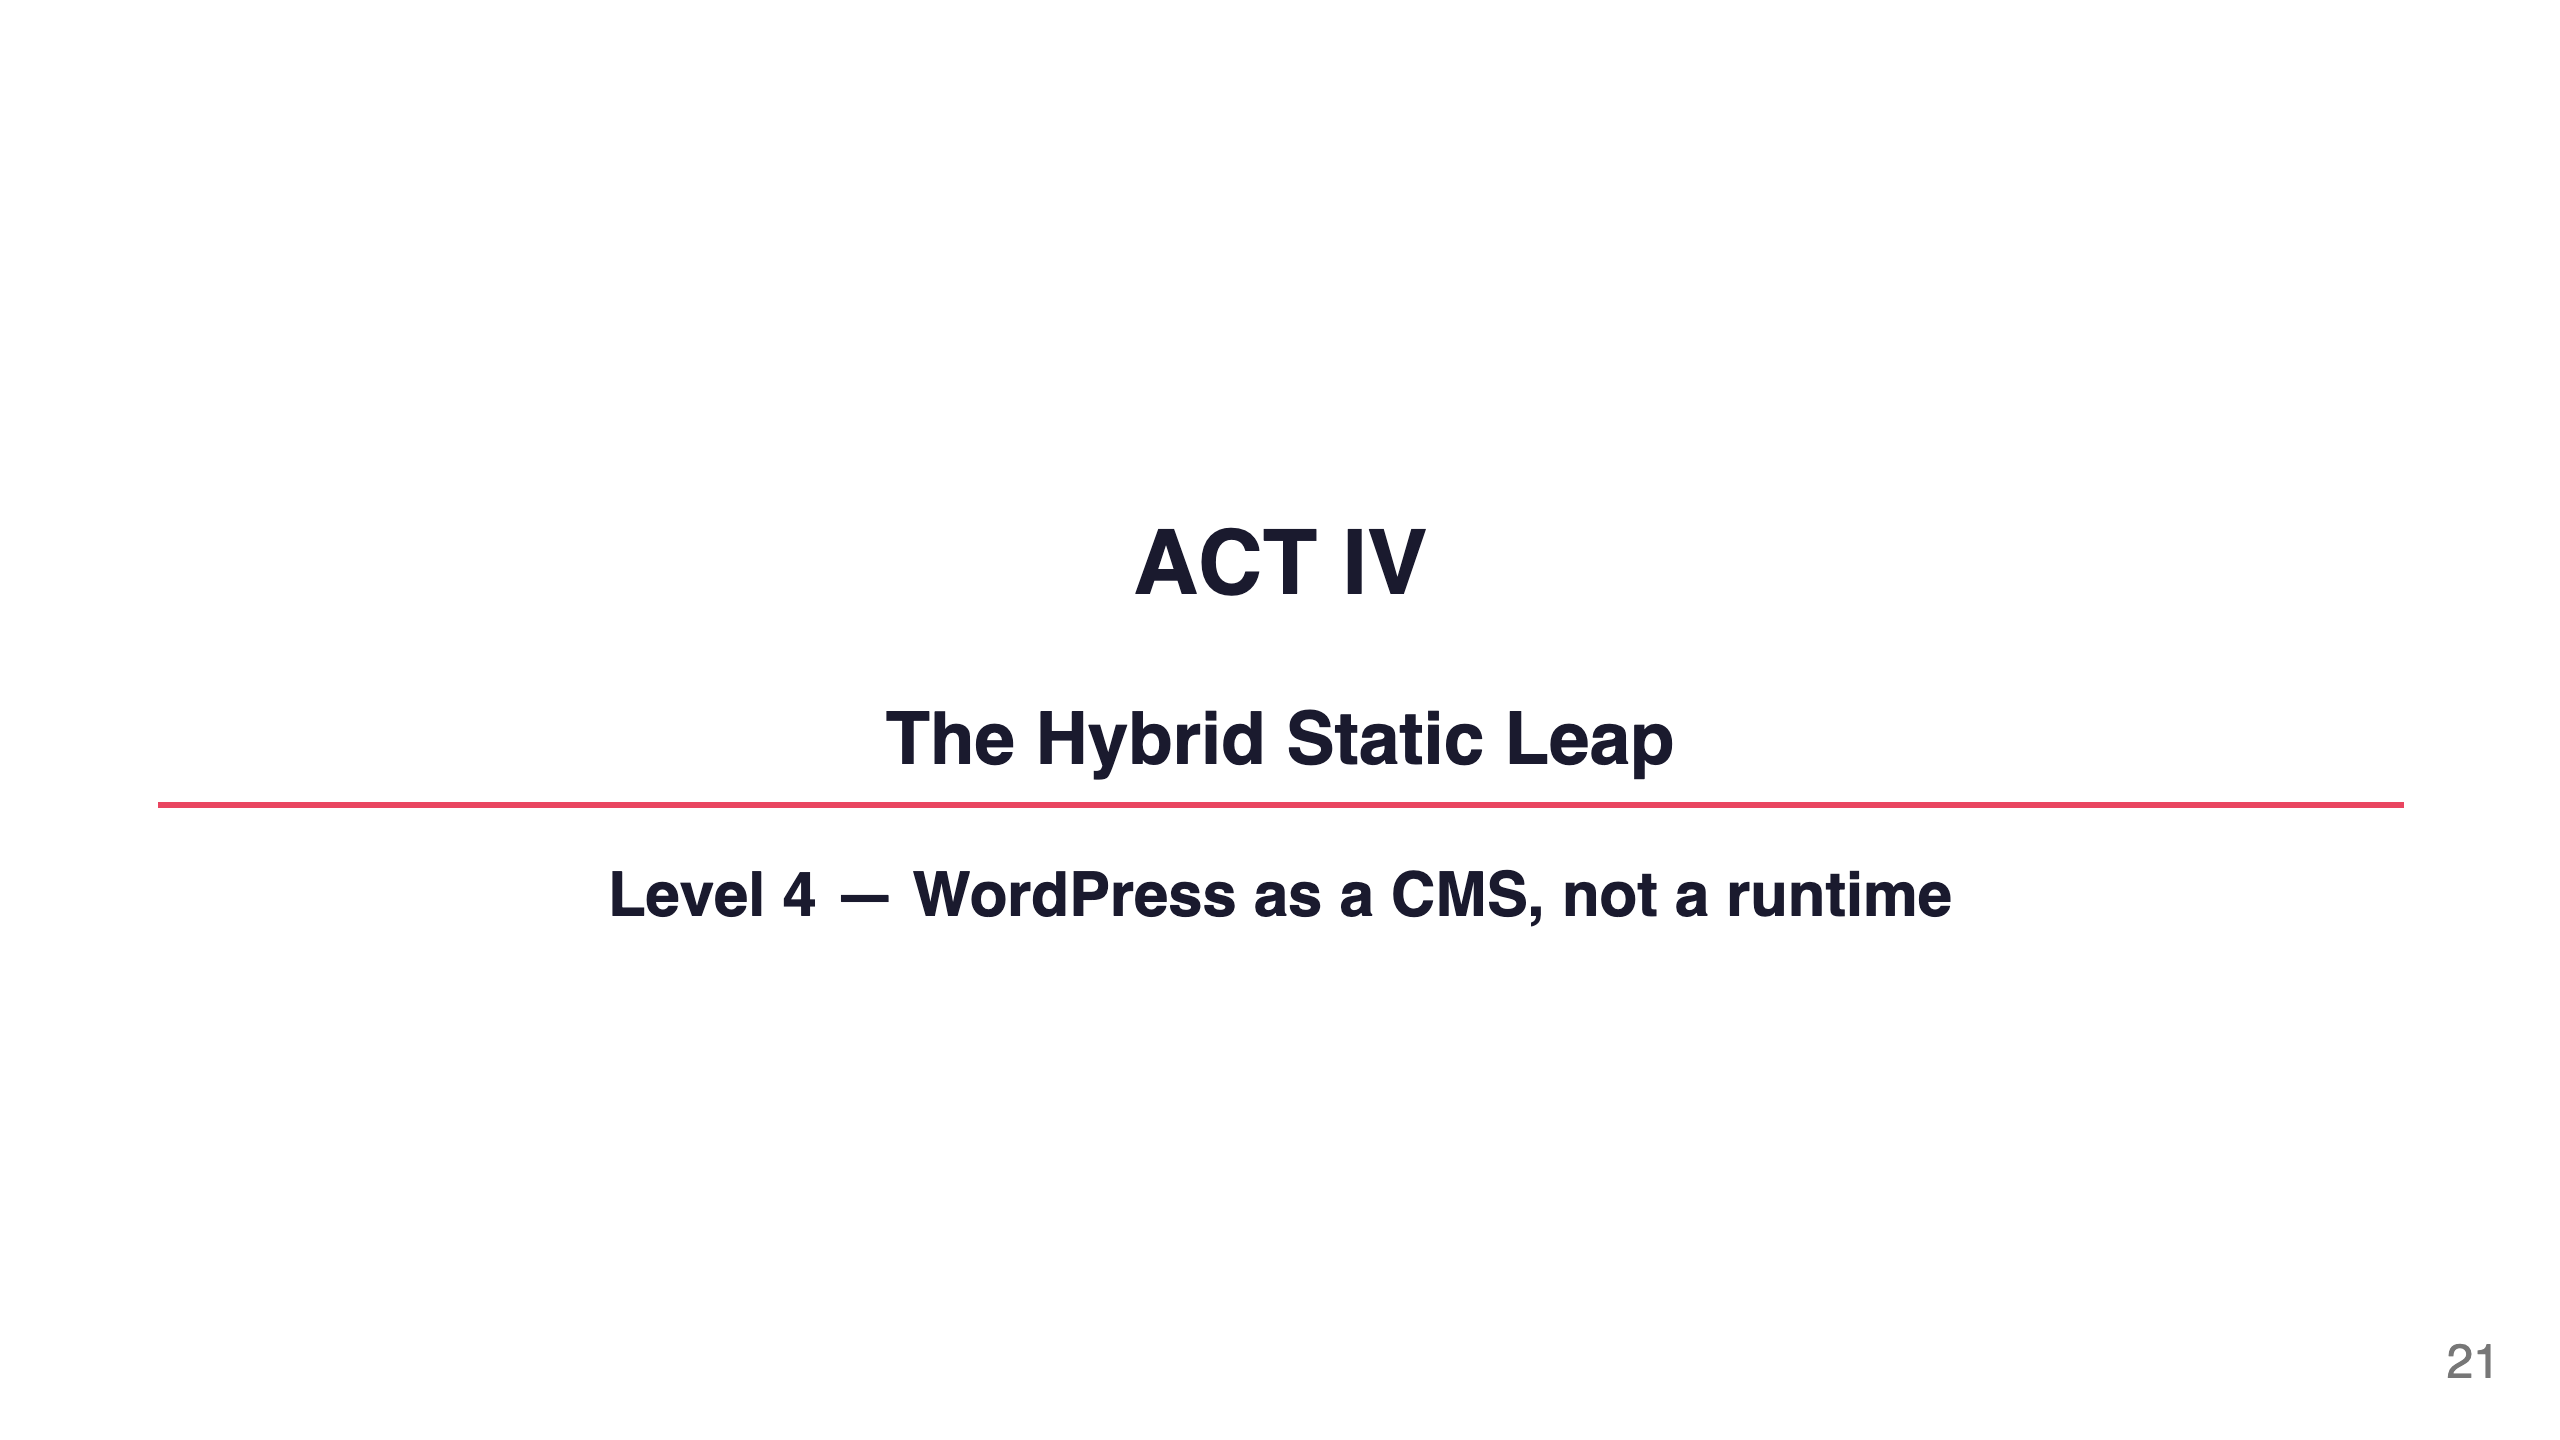 ACT IV
The Hybrid Static Leap
Level 4 — WordPress as a CMS, not a runtime
21